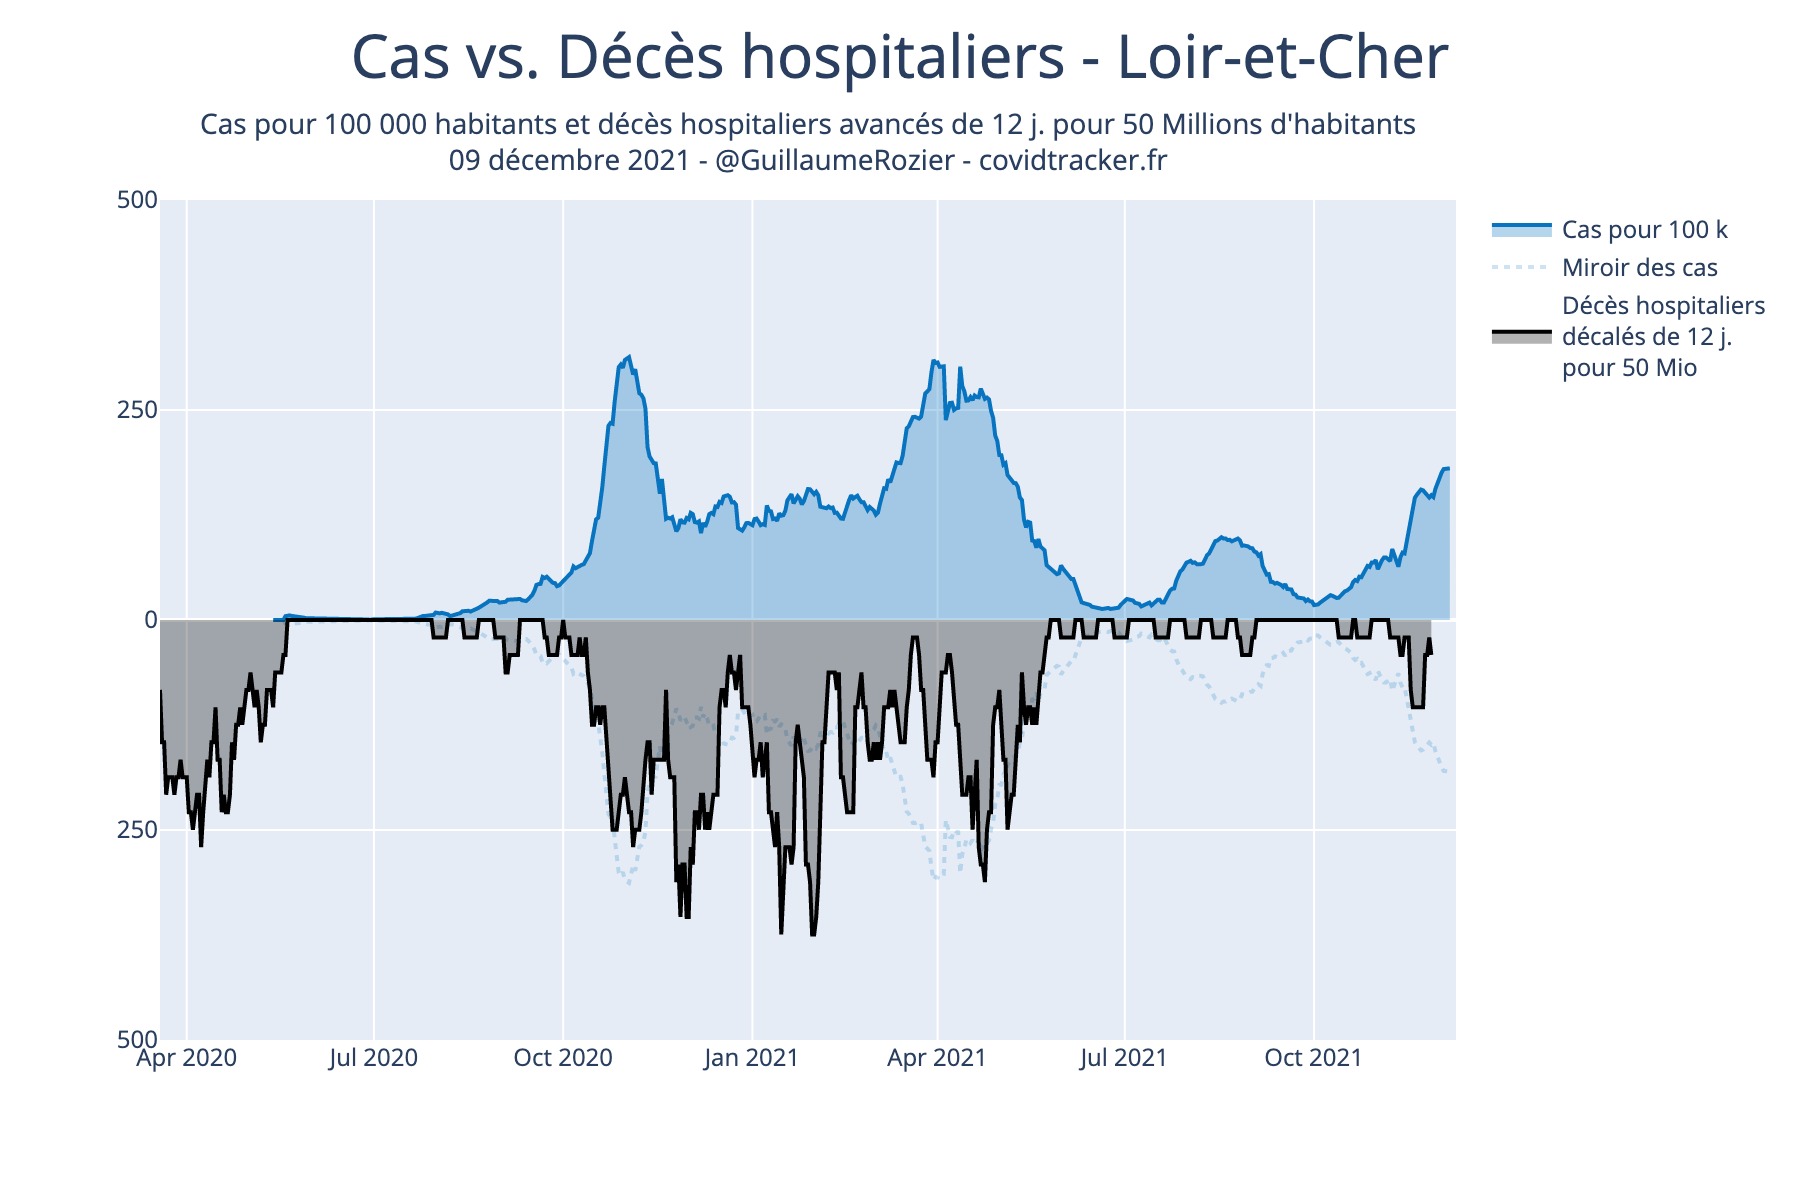 Cas vs. Décès hospitaliers - Loir-et-Cher
Cas pour 100 000 habitants et décès hospitaliers avancés de 12 j. pour 50 Millions d'habitants
09 décembre 2021 - @GuillaumeRozier - covidtracker.fr
500
250
0
250
500
Apr 2020
Jul 2020
Oct 2020
Jan 2021
Apr 2021
Jul 2021
Oct 2021
Cas pour 100 k
Miroir des cas
Décès hospitaliers
décalés de 12 j.
pour 50 Mio